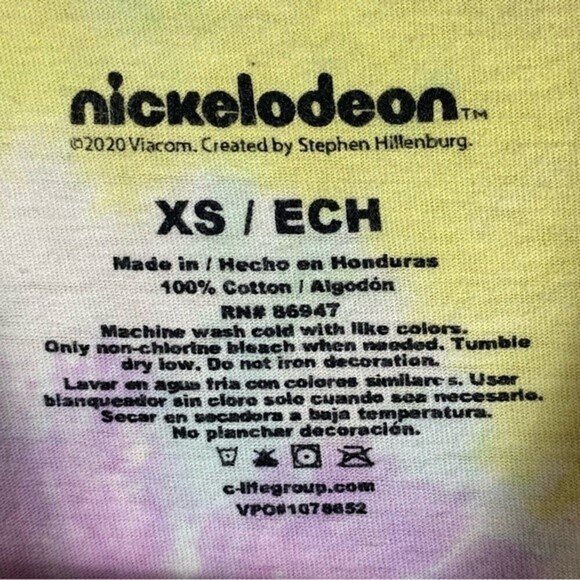 nickelodeon™
©2020 Viacom. Created by Stephen Hillenburg.
XS / ECH
Made in / Hecho en Honduras
100% Cotton / Algodón
RN# 86947
Machine wash cold with like colors.
Only non-chlorine bleach when needed. Tumble
dry low. Do not iron decoration.
Lavar en agua fria con colores similares. Usar
blanqueador sin cloro solo cuando sea necesario.
Secar en secadora a baja temperatura.
No planchar decoración.
c-lifegroup.com
VPO#1078652